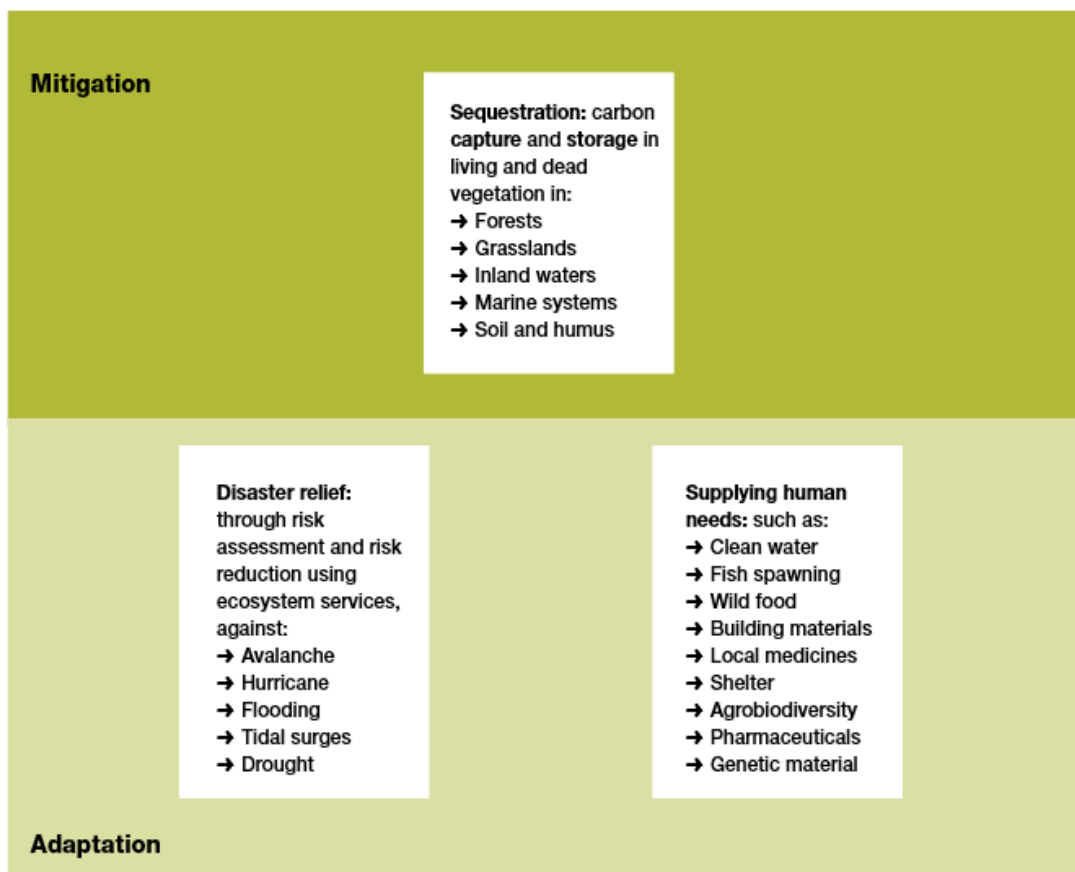 Mitigation
Sequestration: carbon
capture and storage in
living and dead
vegetation in:
➔ Forests
➔ Grasslands
➔ Inland waters
➔ Marine systems
➔ Soil and humus
Disaster relief:
through risk
assessment and risk
reduction using
ecosystem services,
against:
➔ Avalanche
➔ Hurricane
➔ Flooding
➔ Tidal surges
➔ Drought
Supplying human
needs: such as:
➔ Clean water
➔ Fish spawning
➔ Wild food
➔ Building materials
➔ Local medicines
➔ Shelter
➔ Agrobiodiversity
➔ Pharmaceuticals
➔ Genetic material
Adaptation